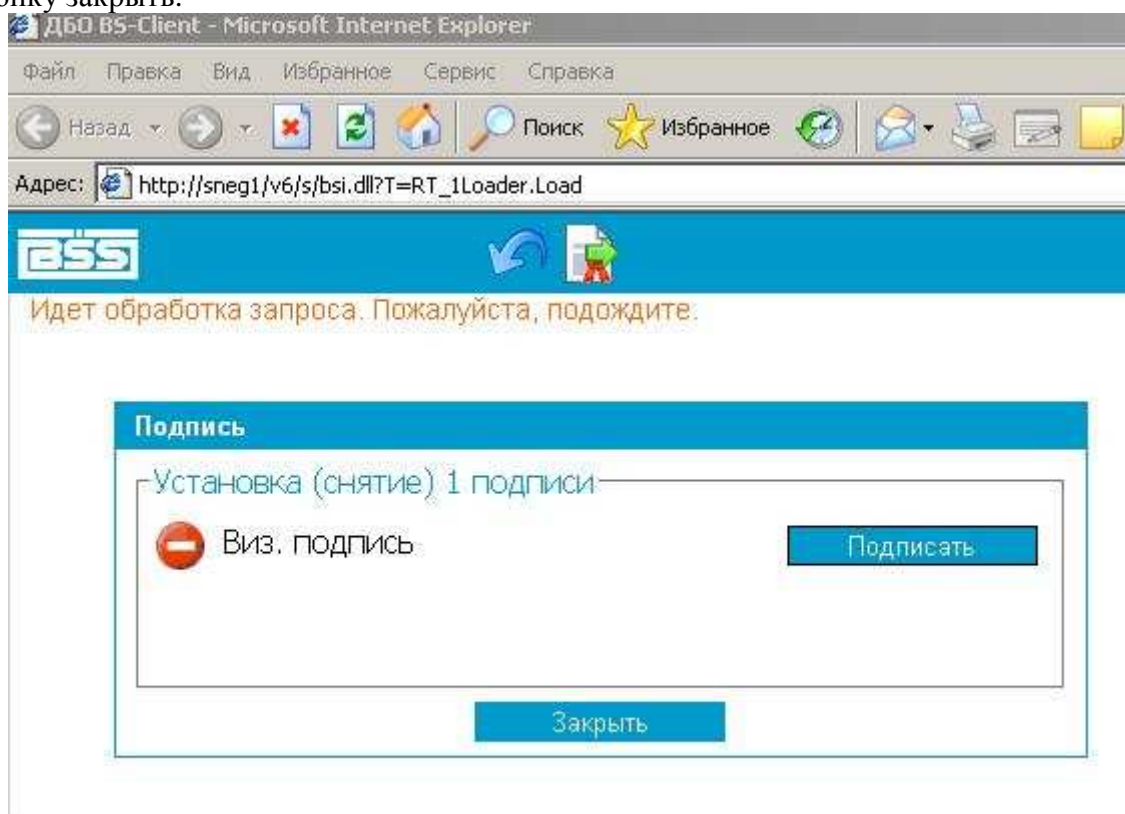 закрыть.
ДБО BS-Client - Microsoft Internet Explorer
Файл Правка Вид Избранное Сервис Справка
Назад Поиск Избранное
Адрес: http://sneg1/v6/s/bsi.dll?T=RT_1Loader.Load
BSS
Идет обработка запроса. Пожалуйста, подождите.
Подпись
Установка (снятие) 1 подписи
Виз. подпись Подписать
Закрыть